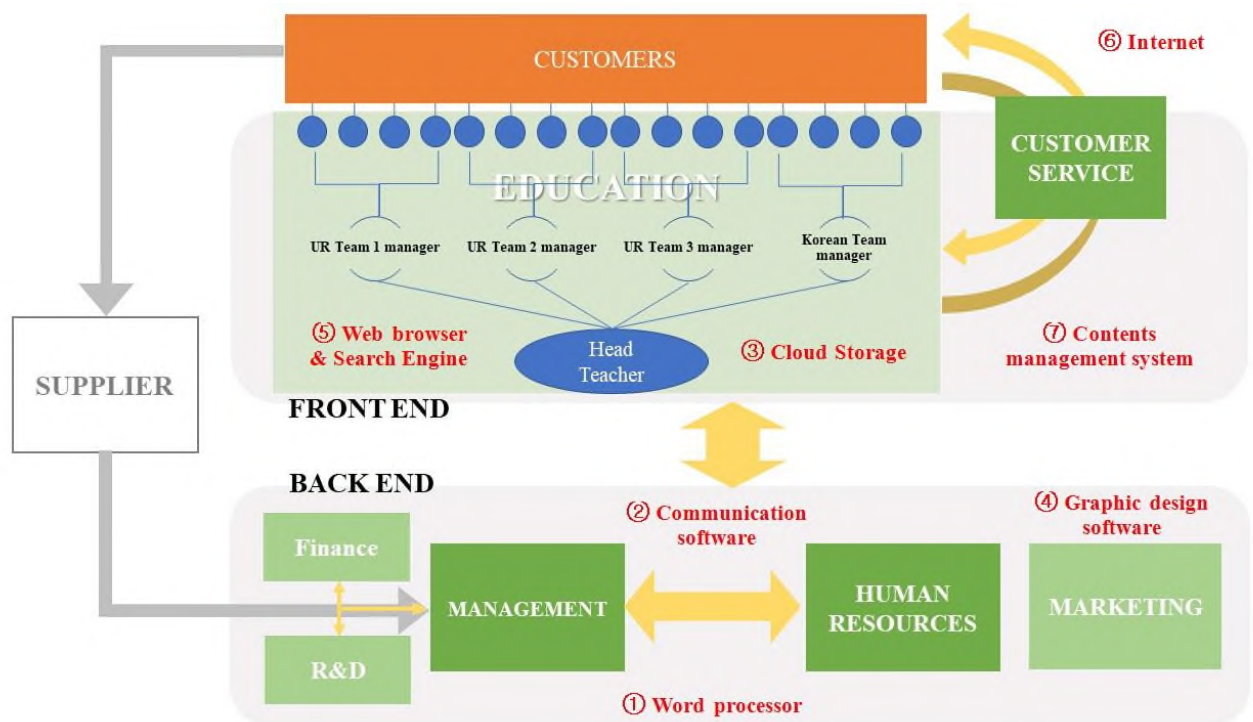 CUSTOMERS
⑥ Internet
CUSTOMER
SERVICE
EDUCATION
UR Team 1 manager
UR Team 2 manager
UR Team 3 manager
Korean Team
manager
⑤ Web browser
& Search Engine
Head
Teacher
③ Cloud Storage
⑦ Contents
management system
SUPPLIER
FRONT END
BACK END
② Communication
software
④ Graphic design
software
Finance
MANAGEMENT
HUMAN
RESOURCES
MARKETING
R&D
① Word processor